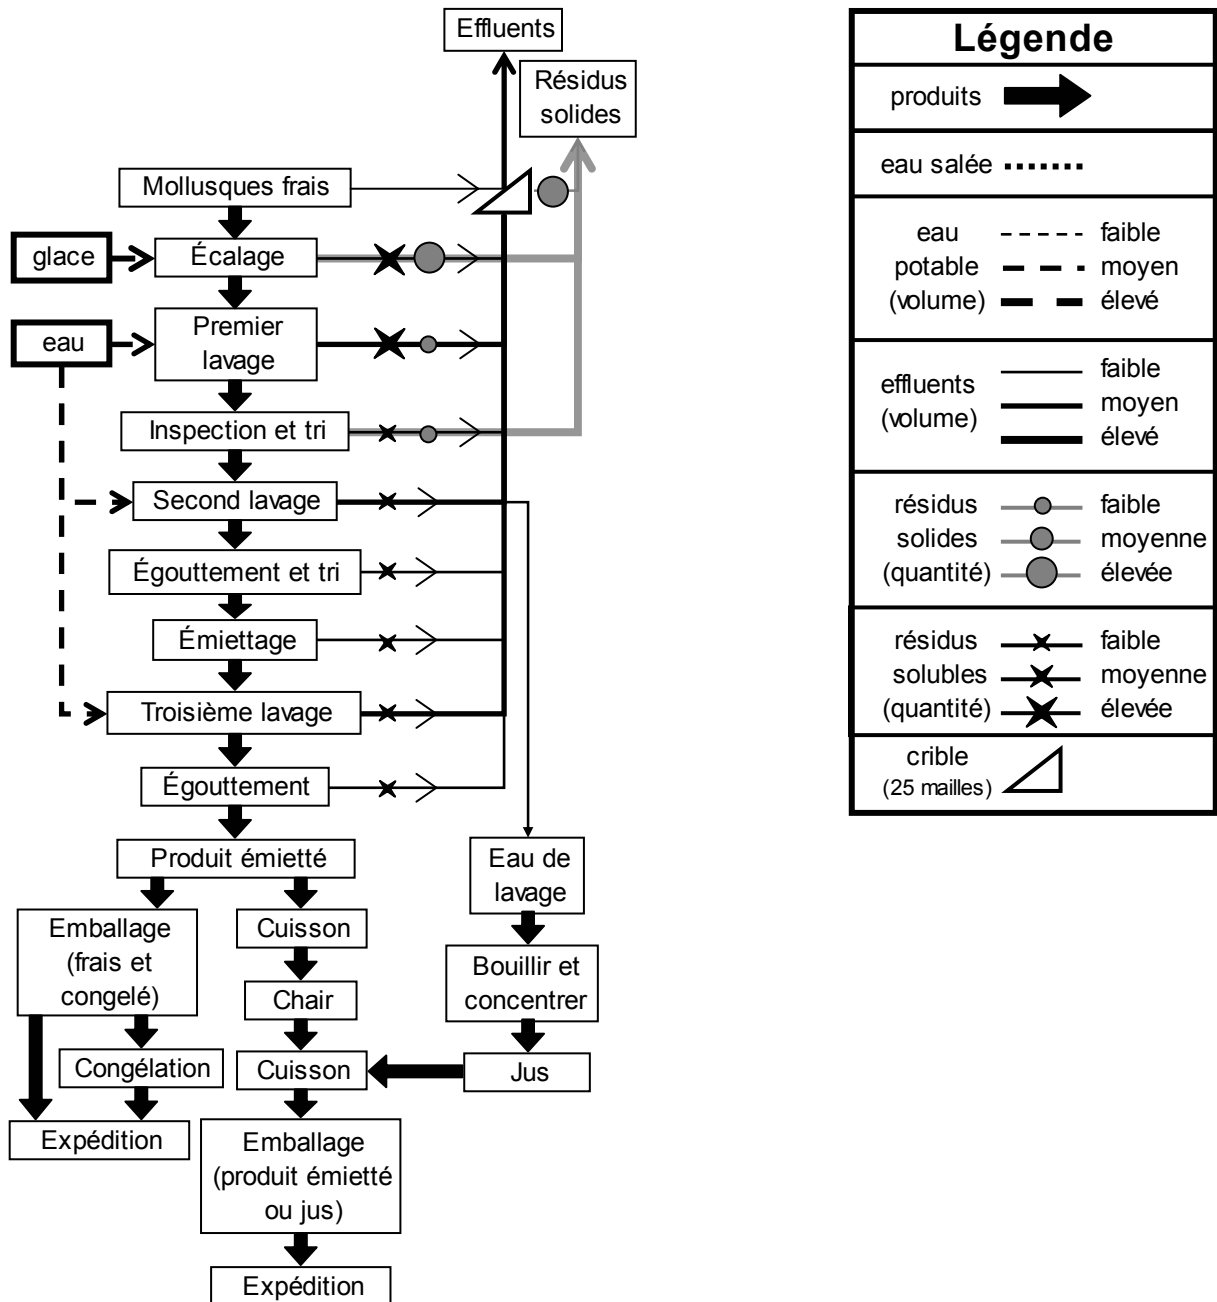 Effluents
Résidus
solides
Mollusques frais
glace
Écalage
eau
Premier
lavage
Inspection et tri
Second lavage
Égouttement et tri
Émiettage
Troisième lavage
Égouttement
Produit émietté
Eau de
lavage
Emballage
(frais et
congelé)
Cuisson
Bouillir et
concentrer
Chair
Congélation
Cuisson
Jus
Expédition
Emballage
(produit émietté
ou jus)
Expédition
Légende
produits
eau salée
eau
potable
(volume)
faible
moyen
élevé
effluents
(volume)
faible
moyen
élevé
résidus
solides
(quantité)
faible
moyenne
élevée
résidus
solubles
(quantité)
faible
moyenne
élevée
crible
(25 mailles)